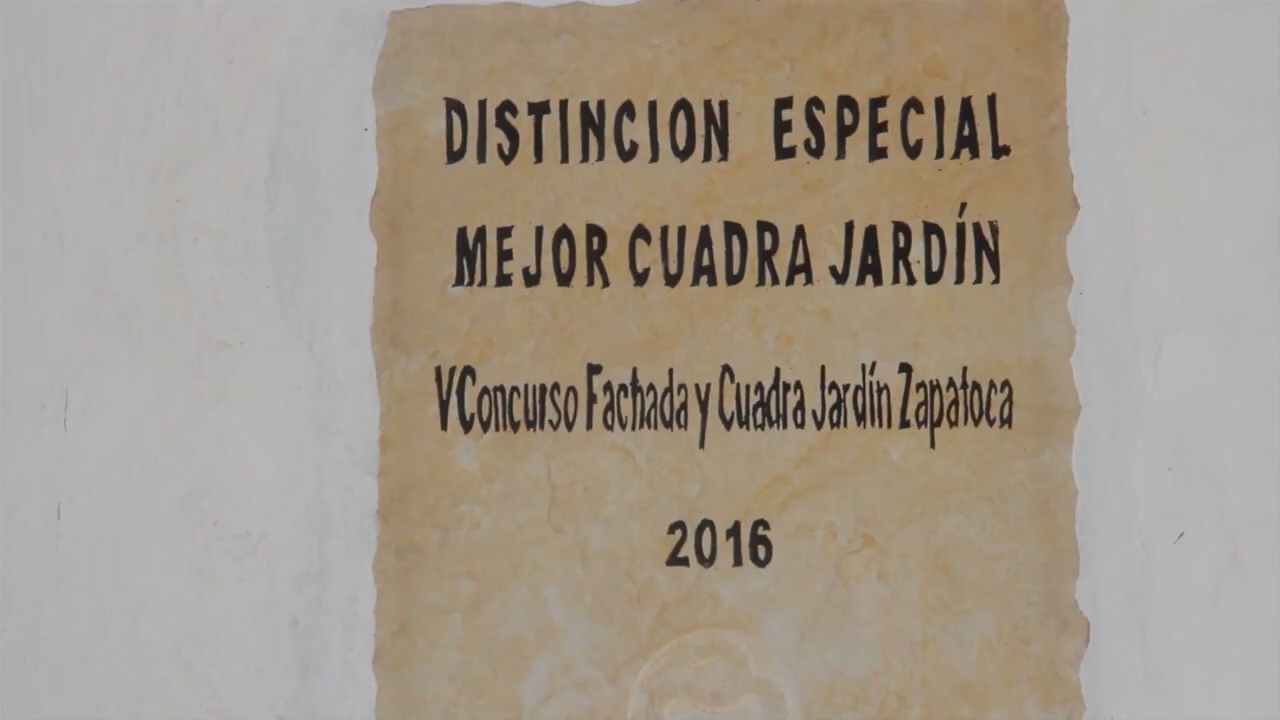 DISTINCION ESPECIAL
MEJOR CUADRA JARDÍN
V Concurso Fachada y Cuadra Jardín Zapatoca
2016